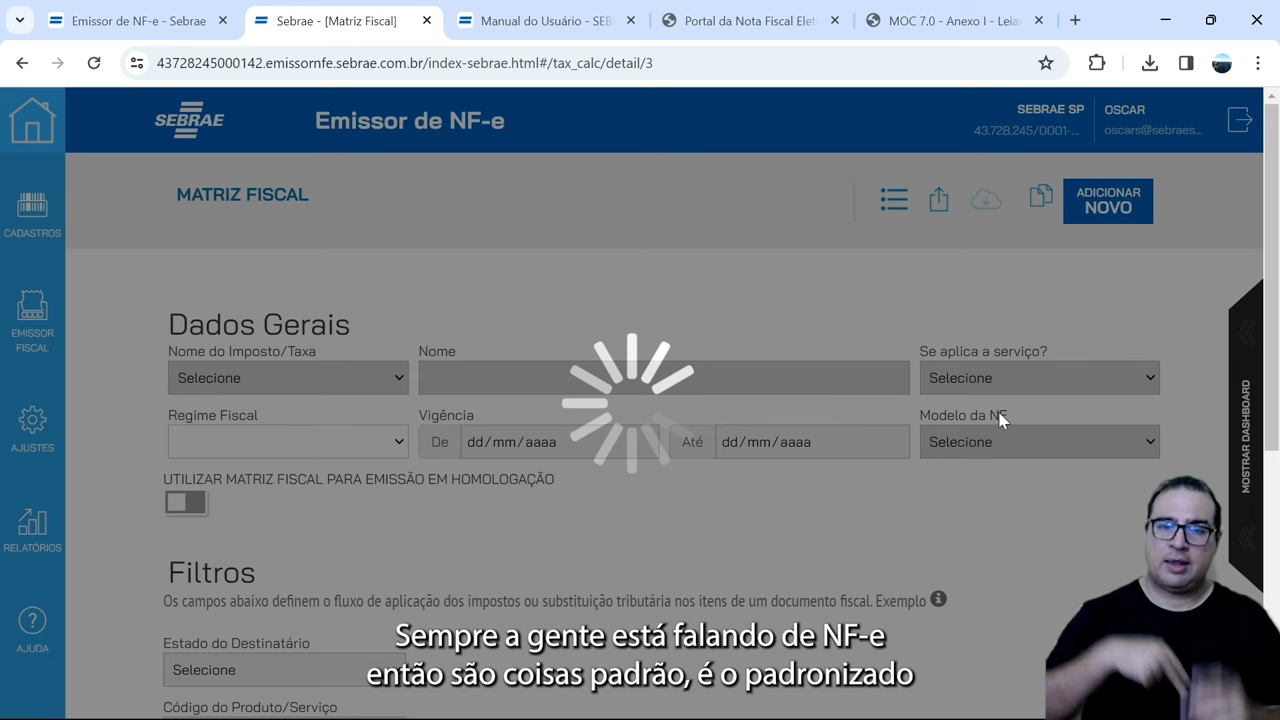 Emissor de NF-e - Sebrae
Sebrae - [Matriz Fiscal]
Manual do Usuário - SEB
Portal da Nota Fiscal Elet
MOC 7.0 - Anexo I - Leia
43728245000142.emissornfe.sebrae.com.br/index-sebrae.html#/tax_calc/detail/3
SEBRAE
Emissor de NF-e
SEBRAE SP
43.728.245/0001-...
OSCAR
oscars@sebraes...
MATRIZ FISCAL
ADICIONAR
NOVO
CADASTROS
EMISSOR
FISCAL
AJUSTES
RELATÓRIOS
AJUDA
Dados Gerais
Nome do Imposto/Taxa
Nome
Se aplica a serviço?
Selecione
Selecione
Regime Fiscal
Vigência
Modelo da NF
De
dd/mm/aaaa
Até
dd/mm/aaaa
Selecione
UTILIZAR MATRIZ FISCAL PARA EMISSÃO EM HOMOLOGAÇÃO
MOSTRAR DASHBOARD
Filtros
Os campos abaixo definem o fluxo de aplicação dos impostos ou substituição tributária nos itens de um documento fiscal. Exemplo
Estado do Destinatário
Selecione
Código do Produto/Serviço
Sempre a gente está falando de NF-e
então são coisas padrão, é o padronizado